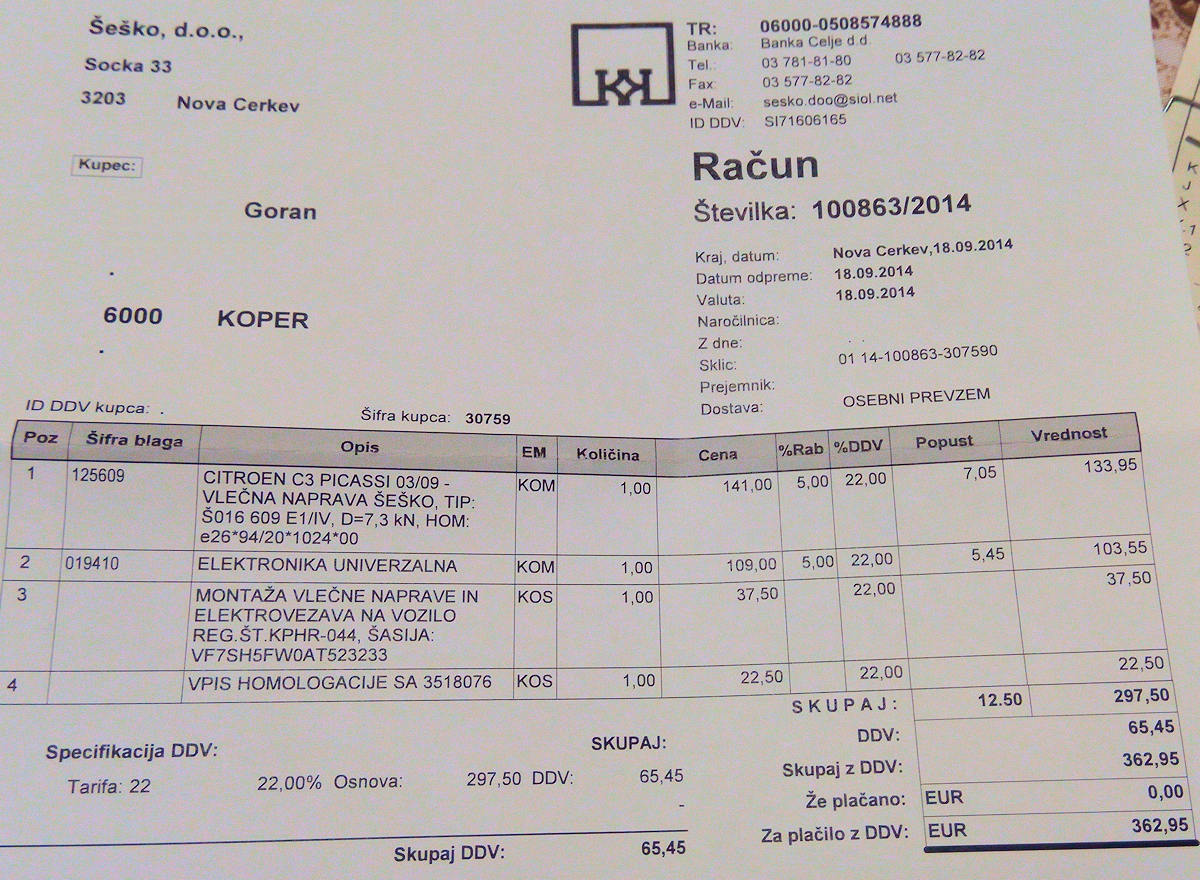 Šeško, d.o.o.,
Socka 33
3203 Nova Cerkev
TR: 06000-0508574888
Banka: Banka Celje d.d.
Tel.: 03 781-81-80 03 577-82-82
Fax: 03 577-82-82
e-Mail: sesko.doo@siol.net
ID DDV: SI71606165
Kupec:
Goran
6000 KOPER
Račun
Številka: 100863/2014
Kraj, datum: Nova Cerkev,18.09.2014
Datum odpreme: 18.09.2014
Valuta: 18.09.2014
Naročilnica:
Z dne: . .
Sklic: 01 14-100863-307590
Prejemnik:
Dostava: OSEBNI PREVZEM
ID DDV kupca: . Šifra kupca: 30759
Poz Šifra blaga Opis EM Količina Cena %Rab %DDV Popust Vrednost
1 125609 CITROEN C3 PICASSI 03/09 - KOM 1,00 141,00 5,00 22,00 7,05 133,95
VLEČNA NAPRAVA ŠEŠKO, TIP:
Š016 609 E1/IV, D=7,3 kN, HOM:
e26*94/20*1024*00
2 019410 ELEKTRONIKA UNIVERZALNA KOM 1,00 109,00 5,00 22,00 5,45 103,55
3 MONTAŽA VLEČNE NAPRAVE IN KOS 1,00 37,50 22,00 37,50
ELEKTROVEZAVA NA VOZILO
REG.ŠT.KPHR-044, ŠASIJA:
VF7SH5FW0AT523233
4 VPIS HOMOLOGACIJE SA 3518076 KOS 1,00 22,50 22,00 22,50
SKUPAJ: 12.50 297,50
DDV: 65,45
Skupaj z DDV: 362,95
Že plačano: EUR 0,00
Za plačilo z DDV: EUR 362,95
Specifikacija DDV: SKUPAJ:
Tarifa: 22 22,00% Osnova: 297,50 DDV: 65,45
-
Skupaj DDV: 65,45